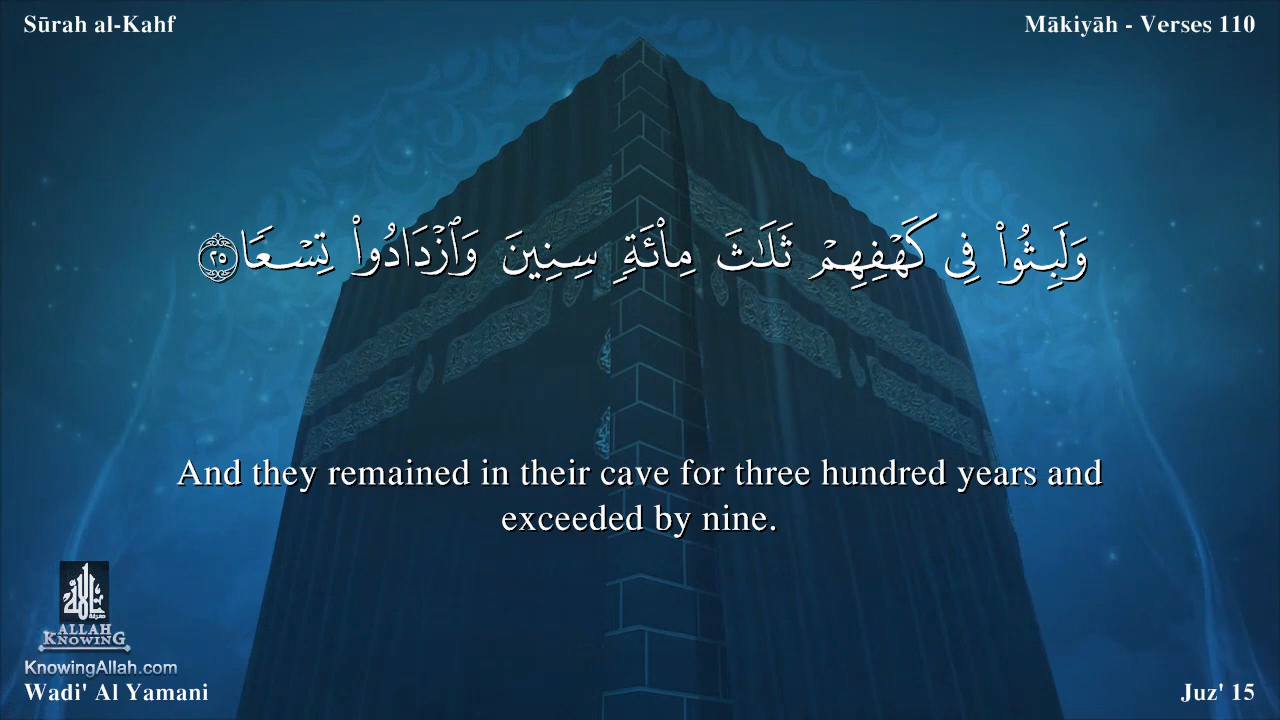 Sūrah al-Kahf
Mākiyāh - Verses 110
وَلَبِثُوا۟ فِى كَهْفِهِمْ ثَلَٰثَ مِا۟ئَةٍ سِنِينَ وَٱزْدَادُوا۟ تِسْعًا ٢٥
And they remained in their cave for three hundred years and
exceeded by nine.
ALLAH
KNOWING
KnowingAllah.com
Wadi' Al Yamani
Juz' 15